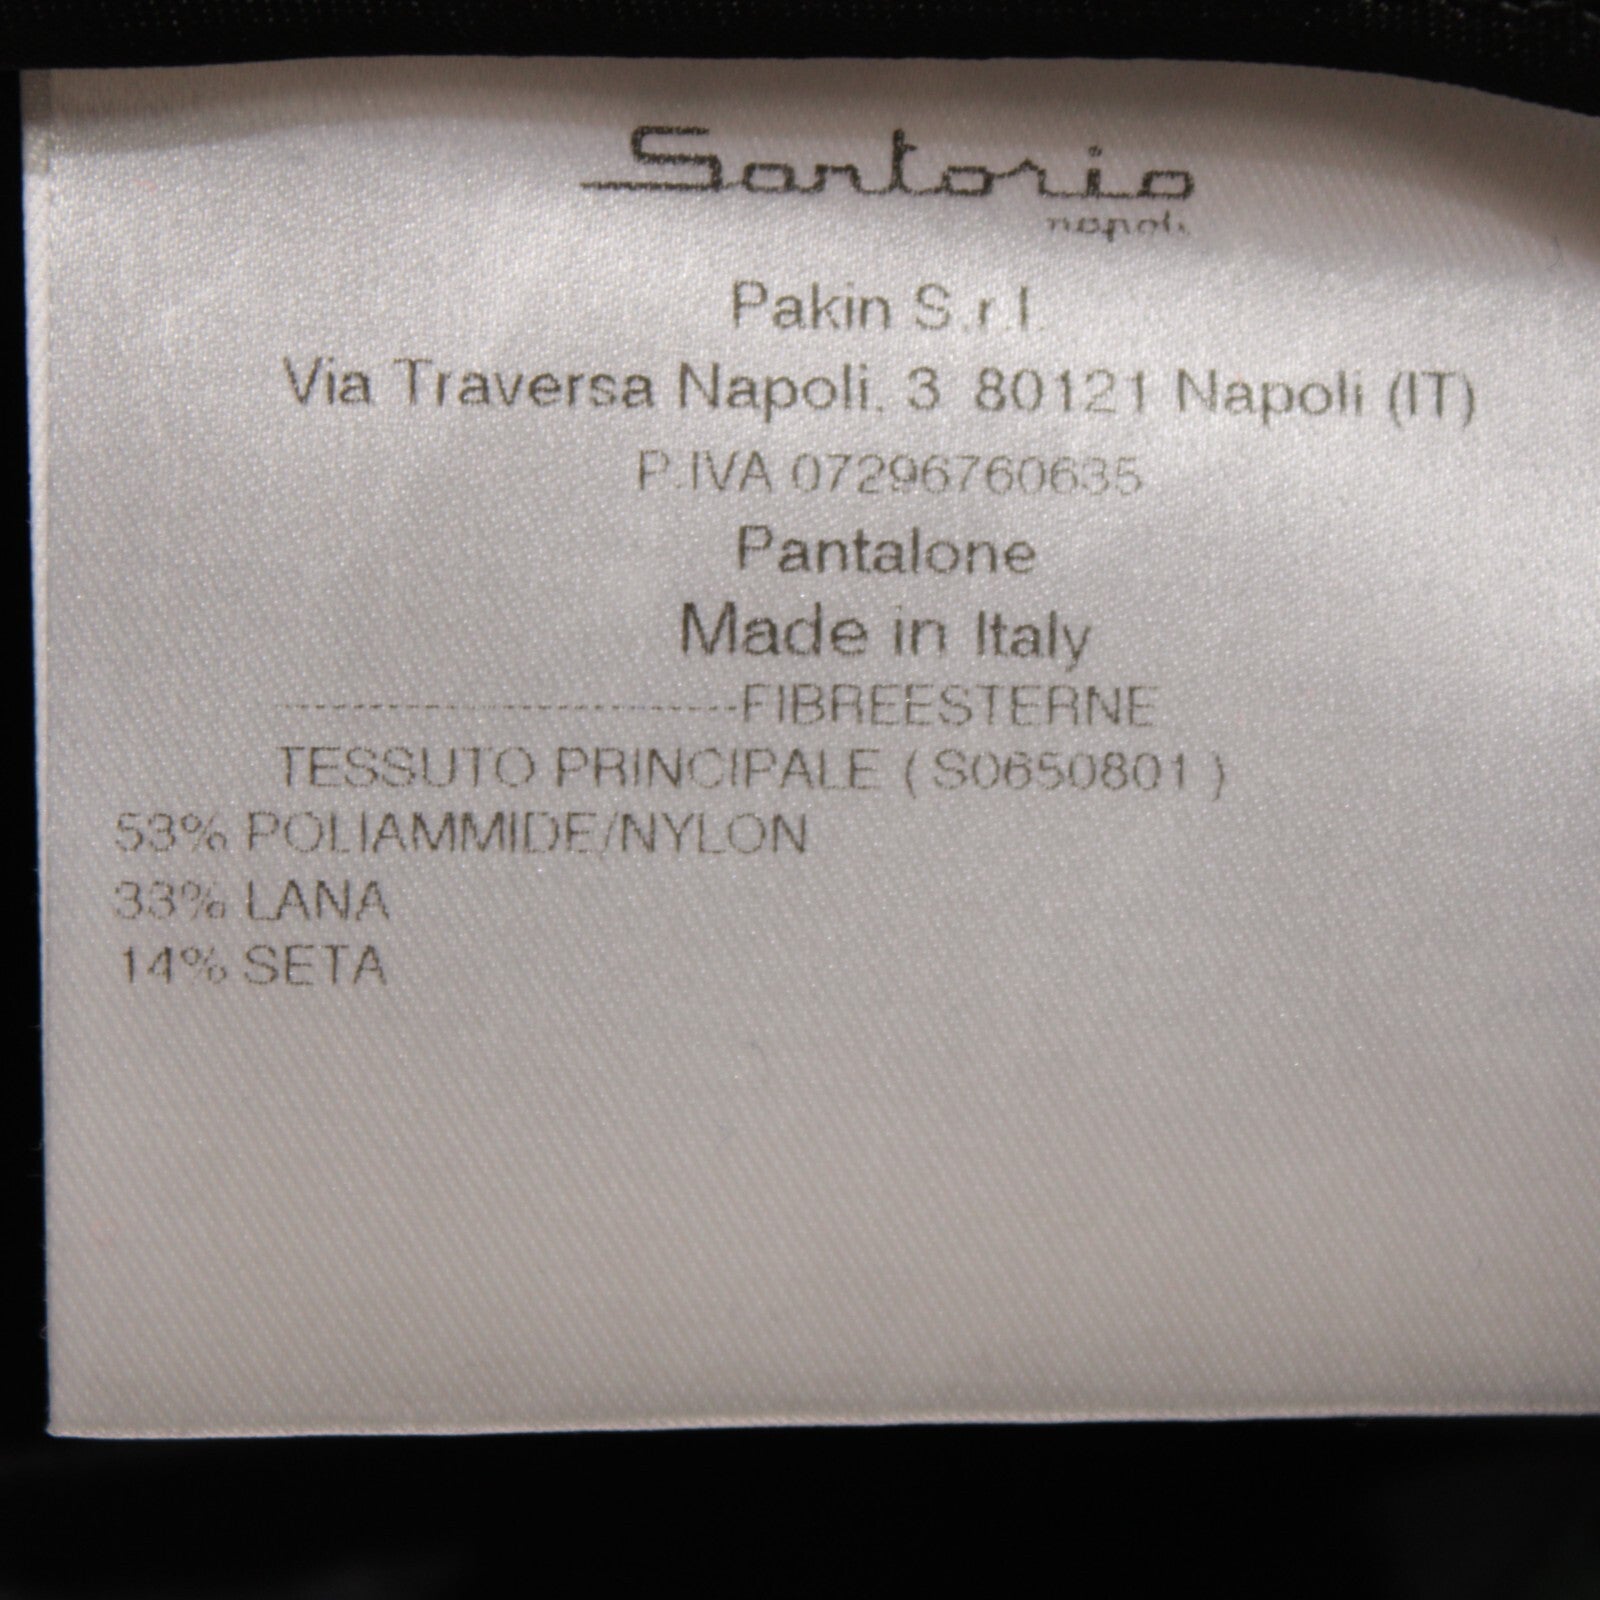 Sartorio
napoli
Pakin S.r.l.
Via Traversa Napoli, 3 80121 Napoli (IT)
P.IVA 07296760635
Pantalone
Made in Italy
-----------------------FIBREESTERNE
TESSUTO PRINCIPALE ( S0650801 )
53% POLIAMMIDE/NYLON
33% LANA
14% SETA